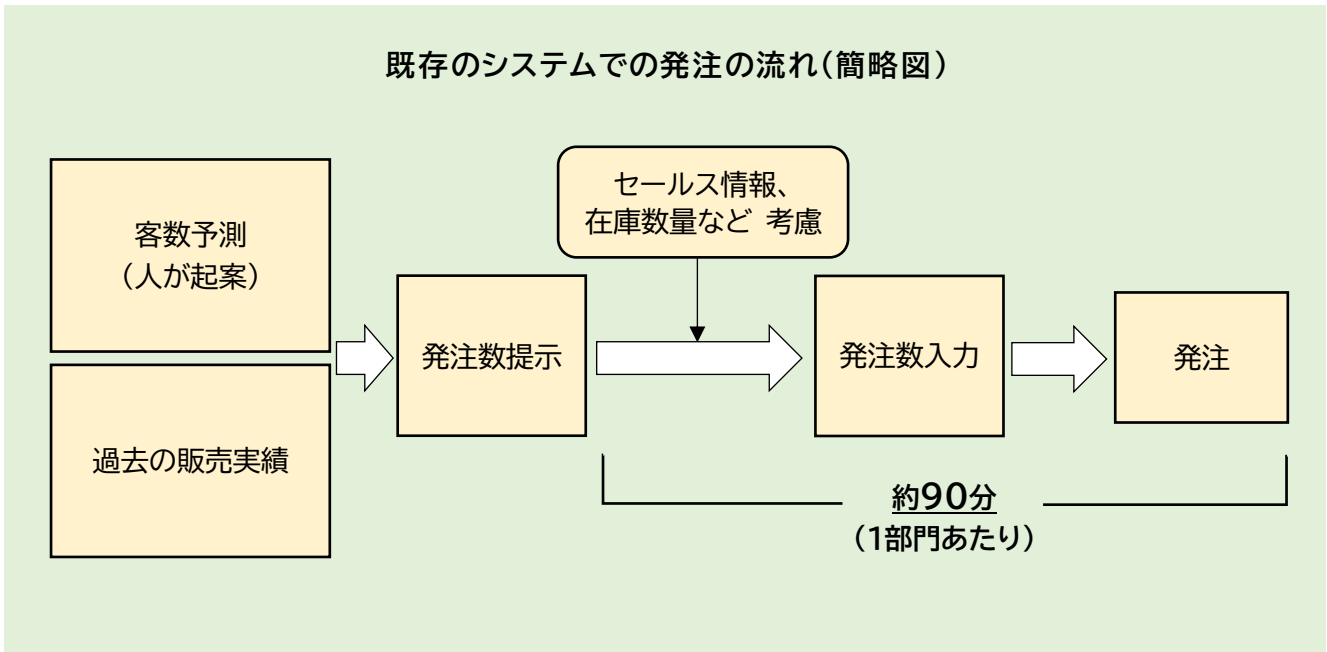 既存のシステムでの発注の流れ(簡略図)
客数予測
(人が起案)
過去の販売実績
発注数提示
セールス情報、
在庫数量など 考慮
発注数入力
発注
約90分
(1部門あたり)